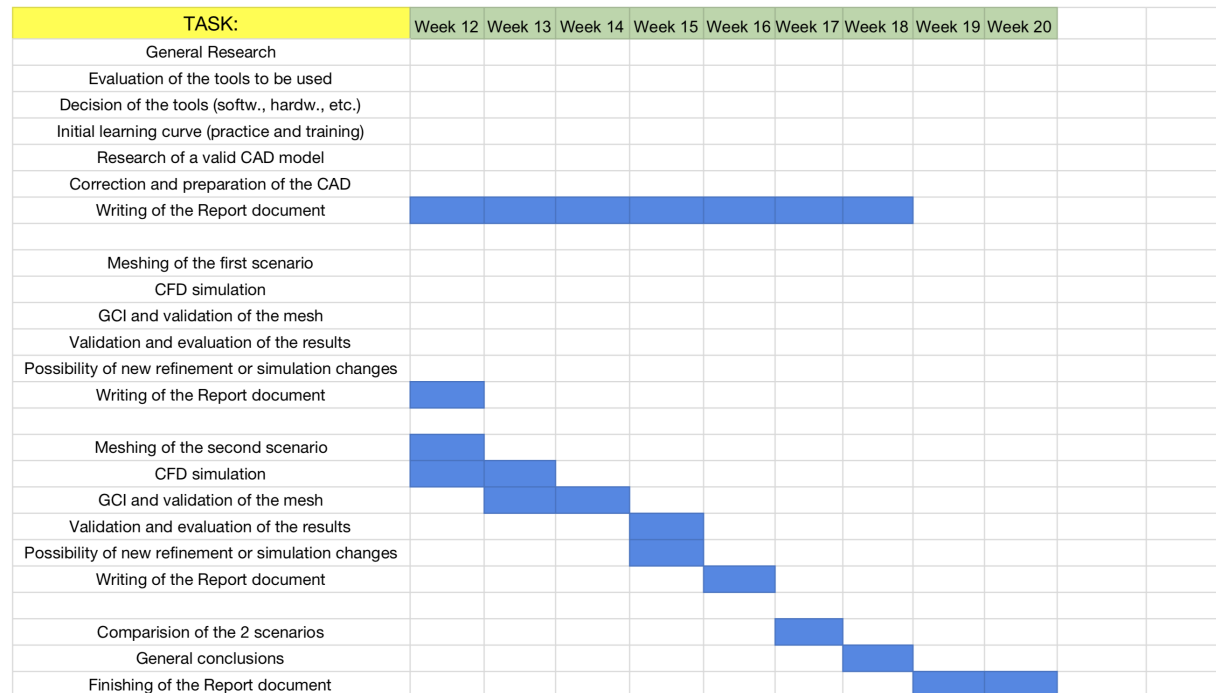 TASK: Week 12 Week 13 Week 14 Week 15 Week 16 Week 17 Week 18 Week 19 Week 20
General Research
Evaluation of the tools to be used
Decision of the tools (softw., hardw., etc.)
Initial learning curve (practice and training)
Research of a valid CAD model
Correction and preparation of the CAD
Writing of the Report document
Meshing of the first scenario
CFD simulation
GCI and validation of the mesh
Validation and evaluation of the results
Possibility of new refinement or simulation changes
Writing of the Report document
Meshing of the second scenario
CFD simulation
GCI and validation of the mesh
Validation and evaluation of the results
Possibility of new refinement or simulation changes
Writing of the Report document
Comparision of the 2 scenarios
General conclusions
Finishing of the Report document